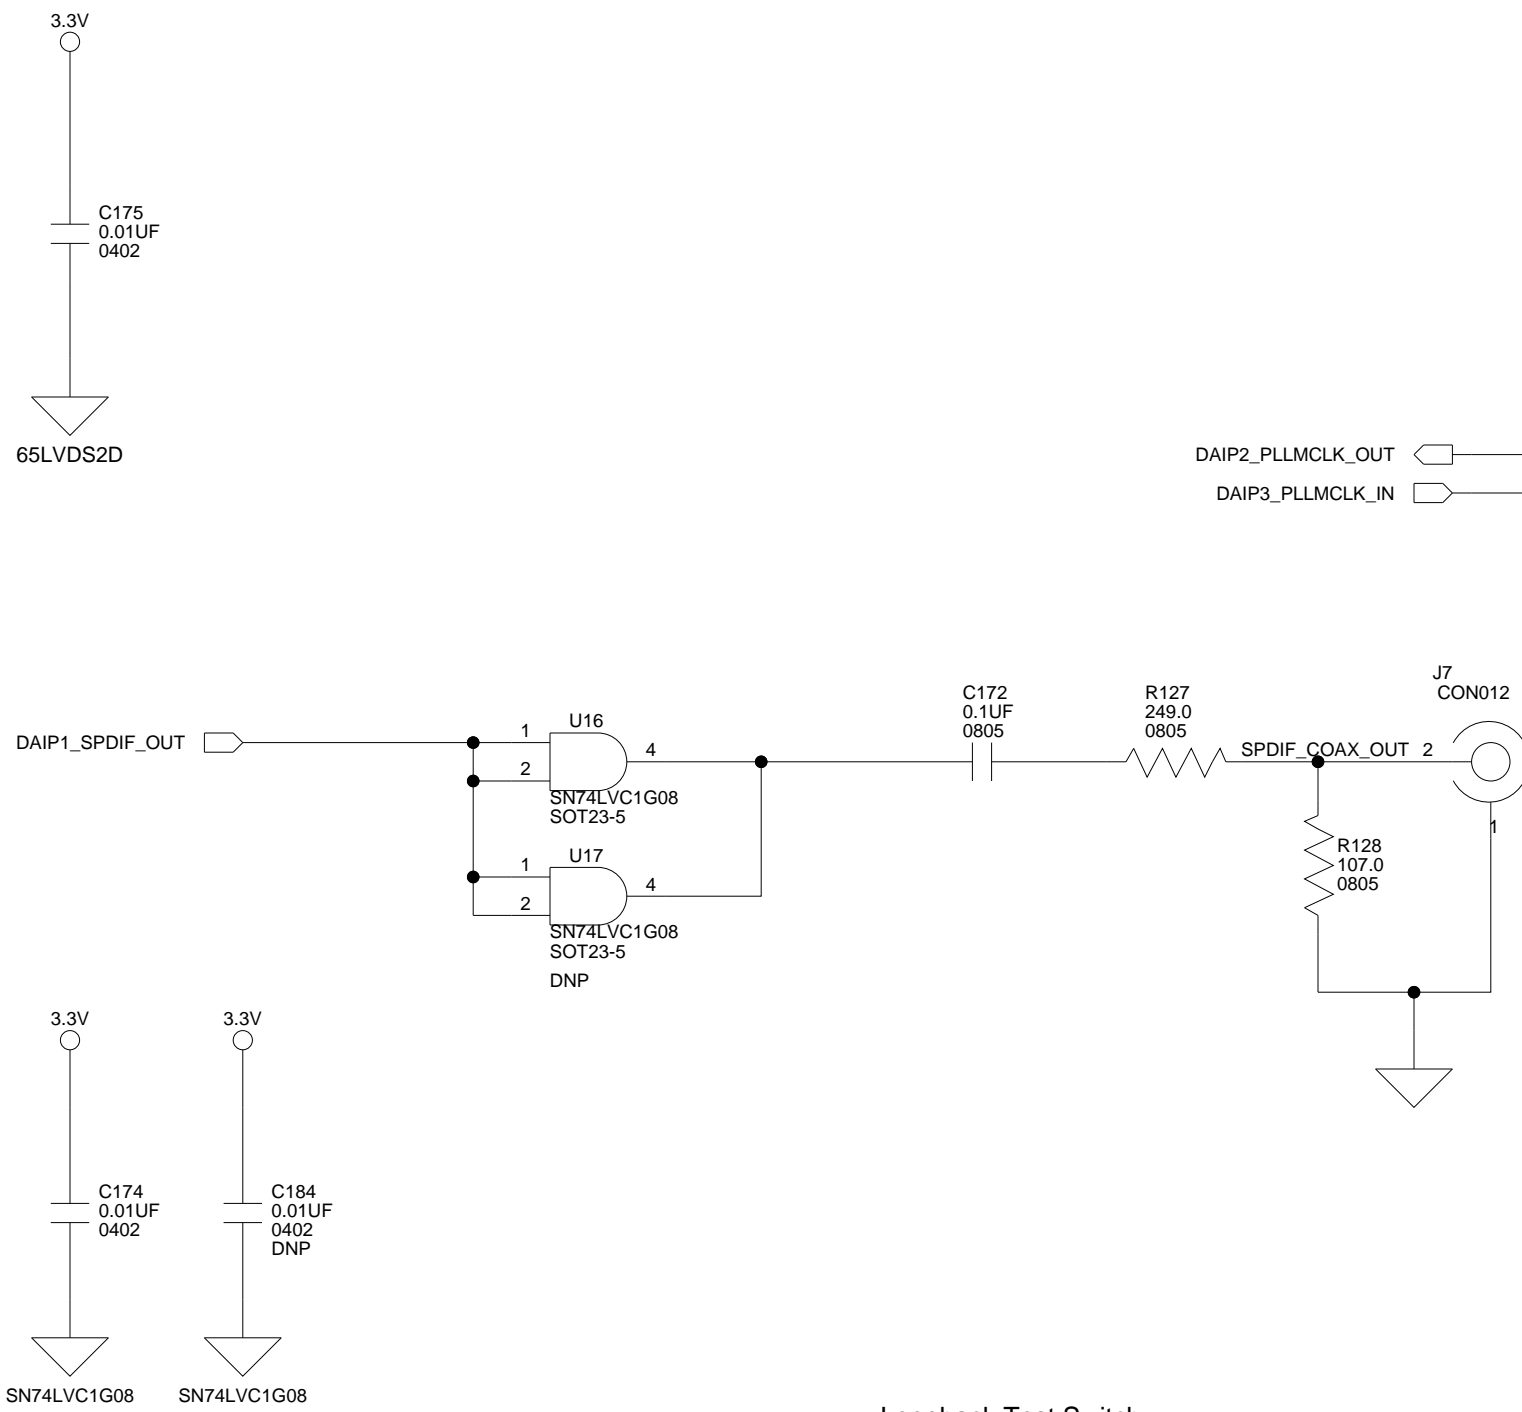 3.3V
C175
0.01UF
0402
65LVDS2D
DAIP2_PLLMCLK_OUT
DAIP3_PLLMCLK_IN
DAIP1_SPDIF_OUT
1
2
U16
4
SN74LVC1G08
SOT23-5
1
2
U17
4
SN74LVC1G08
SOT23-5
DNP
C172
0.1UF
0805
R127
249.0
0805
SPDIF_COAX_OUT 2
J7
CON012
1
R128
107.0
0805
3.3V
C174
0.01UF
0402
SN74LVC1G08
3.3V
C184
0.01UF
0402
DNP
SN74LVC1G08
Loopback Test Switch